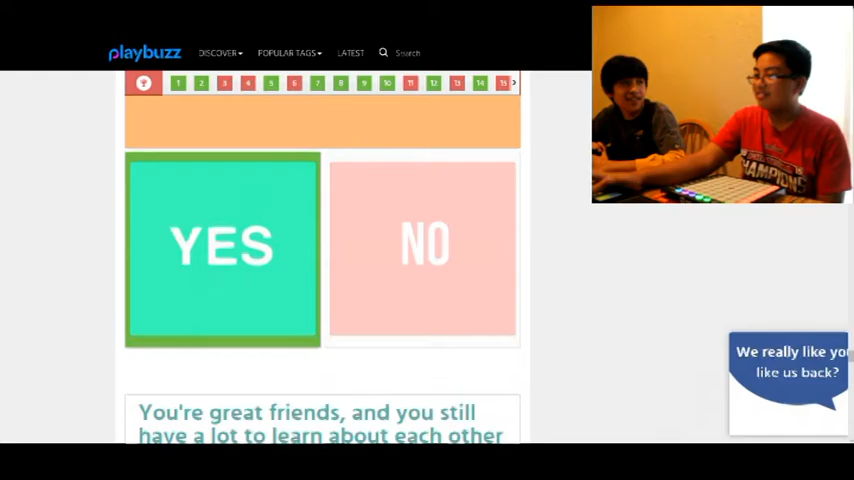 playbuzz DISCOVER POPULAR TAGS LATEST Search
1 2 3 4 5 6 7 8 9 10 11 12 13 14 15
YES NO
CHAMPIONS
We really like you
like us back?
You're great friends, and you still
have a lot to learn about each other